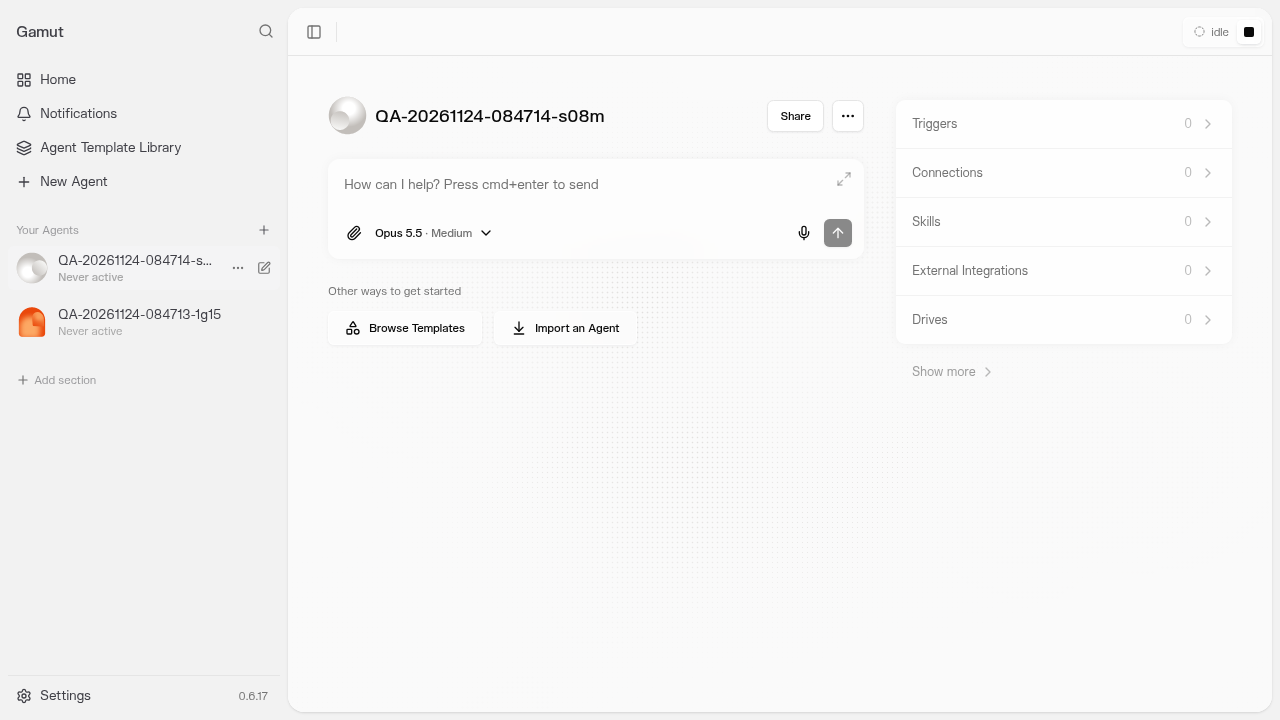 Gamut
Home
Notifications
Agent Template Library
New Agent
Your Agents
QA-20261124-084714-s...
Never active
QA-20261124-084713-1g15
Never active
Add section
Settings
0.6.17
idle
QA-20261124-084714-s08m
Share
How can I help? Press cmd+enter to send
Opus 5.5 · Medium
Other ways to get started
Browse Templates
Import an Agent
Triggers 0
Connections 0
Skills 0
External Integrations 0
Drives 0
Show more